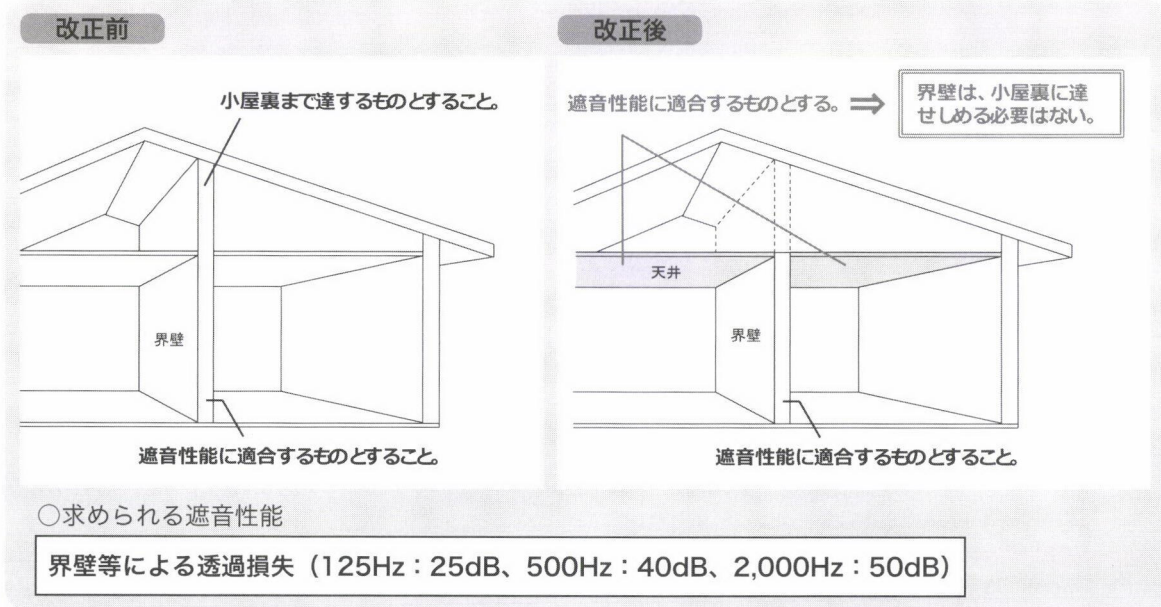 改正前
小屋裏まで達するものとすること。
界壁
遮音性能に適合するものとすること。
改正後
遮音性能に適合するものとする。⇒
界壁は、小屋裏に達
せしめる必要はない。
天井
界壁
遮音性能に適合するものとすること。
○求められる遮音性能
界壁等による透過損失（125Hz：25dB、500Hz：40dB、2,000Hz：50dB）